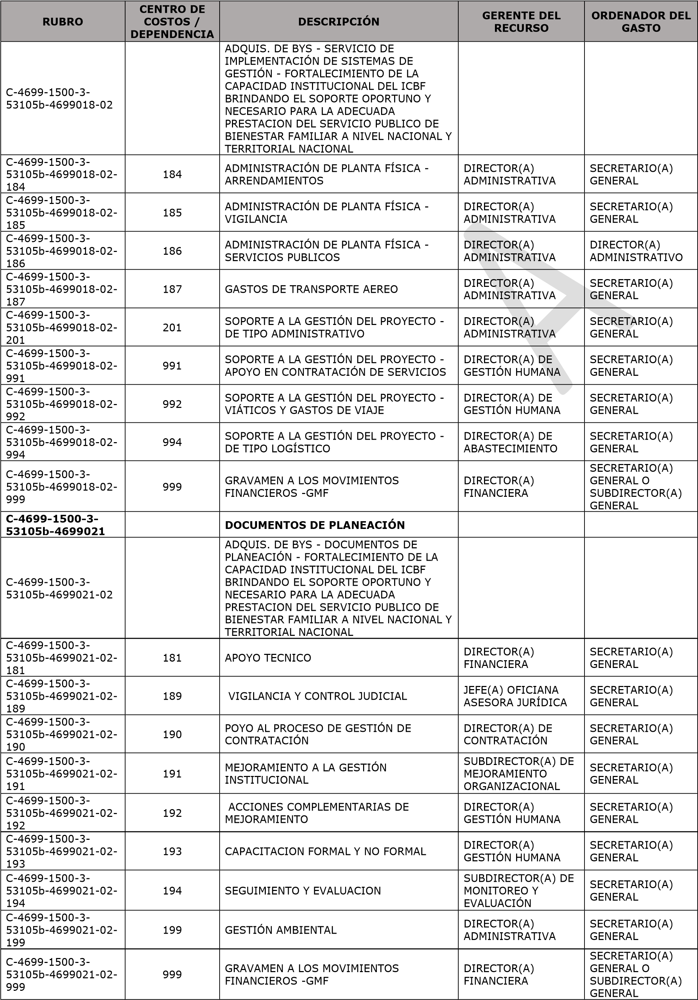 RUBRO
CENTRO DE
COSTOS /
DEPENDENCIA
DESCRIPCIÓN
GERENTE DEL
RECURSO
ORDENADOR DEL
GASTO
C-4699-1500-3-
53105b-4699018-02
ADQUIS. DE BYS - SERVICIO DE
IMPLEMENTACIÓN DE SISTEMAS DE
GESTIÓN - FORTALECIMIENTO DE LA
CAPACIDAD INSTITUCIONAL DEL ICBF
BRINDANDO EL SOPORTE OPORTUNO Y
NECESARIO PARA LA ADECUADA
PRESTACION DEL SERVICIO PUBLICO DE
BIENESTAR FAMILIAR A NIVEL NACIONAL Y
TERRITORIAL NACIONAL
C-4699-1500-3-
53105b-4699018-02-
184
184
ADMINISTRACIÓN DE PLANTA FÍSICA -
ARRENDAMIENTOS
DIRECTOR(A)
ADMINISTRATIVA
SECRETARIO(A)
GENERAL
C-4699-1500-3-
53105b-4699018-02-
185
185
ADMINISTRACIÓN DE PLANTA FÍSICA -
VIGILANCIA
DIRECTOR(A)
ADMINISTRATIVA
SECRETARIO(A)
GENERAL
C-4699-1500-3-
53105b-4699018-02-
186
186
ADMINISTRACIÓN DE PLANTA FÍSICA -
SERVICIOS PUBLICOS
DIRECTOR(A)
ADMINISTRATIVA
DIRECTOR(A)
ADMINISTRATIVO
C-4699-1500-3-
53105b-4699018-02-
187
187
GASTOS DE TRANSPORTE AEREO
DIRECTOR(A)
ADMINISTRATIVA
SECRETARIO(A)
GENERAL
C-4699-1500-3-
53105b-4699018-02-
201
201
SOPORTE A LA GESTIÓN DEL PROYECTO -
DE TIPO ADMINISTRATIVO
DIRECTOR(A)
ADMINISTRATIVA
SECRETARIO(A)
GENERAL
C-4699-1500-3-
53105b-4699018-02-
991
991
SOPORTE A LA GESTIÓN DEL PROYECTO -
APOYO EN CONTRATACIÓN DE SERVICIOS
DIRECTOR(A) DE
GESTIÓN HUMANA
SECRETARIO(A)
GENERAL
C-4699-1500-3-
53105b-4699018-02-
992
992
SOPORTE A LA GESTIÓN DEL PROYECTO -
VIÁTICOS Y GASTOS DE VIAJE
DIRECTOR(A) DE
GESTIÓN HUMANA
SECRETARIO(A)
GENERAL
C-4699-1500-3-
53105b-4699018-02-
994
994
SOPORTE A LA GESTIÓN DEL PROYECTO -
DE TIPO LOGÍSTICO
DIRECTOR(A) DE
ABASTECIMIENTO
SECRETARIO(A)
GENERAL
C-4699-1500-3-
53105b-4699018-02-
999
999
GRAVAMEN A LOS MOVIMIENTOS
FINANCIEROS -GMF
DIRECTOR(A)
FINANCIERA
SECRETARIO(A)
GENERAL O
SUBDIRECTOR(A)
GENERAL
C-4699-1500-3-
53105b-4699021
DOCUMENTOS DE PLANEACIÓN
C-4699-1500-3-
53105b-4699021-02
ADQUIS. DE BYS - DOCUMENTOS DE
PLANEACIÓN - FORTALECIMIENTO DE LA
CAPACIDAD INSTITUCIONAL DEL ICBF
BRINDANDO EL SOPORTE OPORTUNO Y
NECESARIO PARA LA ADECUADA
PRESTACION DEL SERVICIO PUBLICO DE
BIENESTAR FAMILIAR A NIVEL NACIONAL Y
TERRITORIAL NACIONAL
C-4699-1500-3-
53105b-4699021-02-
181
181
APOYO TECNICO
DIRECTOR(A)
FINANCIERA
SECRETARIO(A)
GENERAL
C-4699-1500-3-
53105b-4699021-02-
189
189
VIGILANCIA Y CONTROL JUDICIAL
JEFE(A) OFICIANA
ASESORA JURÍDICA
SECRETARIO(A)
GENERAL
C-4699-1500-3-
53105b-4699021-02-
190
190
POYO AL PROCESO DE GESTIÓN DE
CONTRATACIÓN
DIRECTOR(A) DE
CONTRATACIÓN
SECRETARIO(A)
GENERAL
C-4699-1500-3-
53105b-4699021-02-
191
191
MEJORAMIENTO A LA GESTIÓN
INSTITUCIONAL
SUBDIRECTOR(A) DE
MEJORAMIENTO
ORGANIZACIONAL
SECRETARIO(A)
GENERAL
C-4699-1500-3-
53105b-4699021-02-
192
192
ACCIONES COMPLEMENTARIAS DE
MEJORAMIENTO
DIRECTOR(A)
GESTIÓN HUMANA
SECRETARIO(A)
GENERAL
C-4699-1500-3-
53105b-4699021-02-
193
193
CAPACITACION FORMAL Y NO FORMAL
DIRECTOR(A)
GESTIÓN HUMANA
SECRETARIO(A)
GENERAL
C-4699-1500-3-
53105b-4699021-02-
194
194
SEGUIMIENTO Y EVALUACION
SUBDIRECTOR(A) DE
MONITOREO Y
EVALUACIÓN
SECRETARIO(A)
GENERAL
C-4699-1500-3-
53105b-4699021-02-
199
199
GESTIÓN AMBIENTAL
DIRECTOR(A)
ADMINISTRATIVA
SECRETARIO(A)
GENERAL
C-4699-1500-3-
53105b-4699021-02-
999
999
GRAVAMEN A LOS MOVIMIENTOS
FINANCIEROS -GMF
DIRECTOR(A)
FINANCIERA
SECRETARIO(A)
GENERAL O
SUBDIRECTOR(A)
GENERAL
A